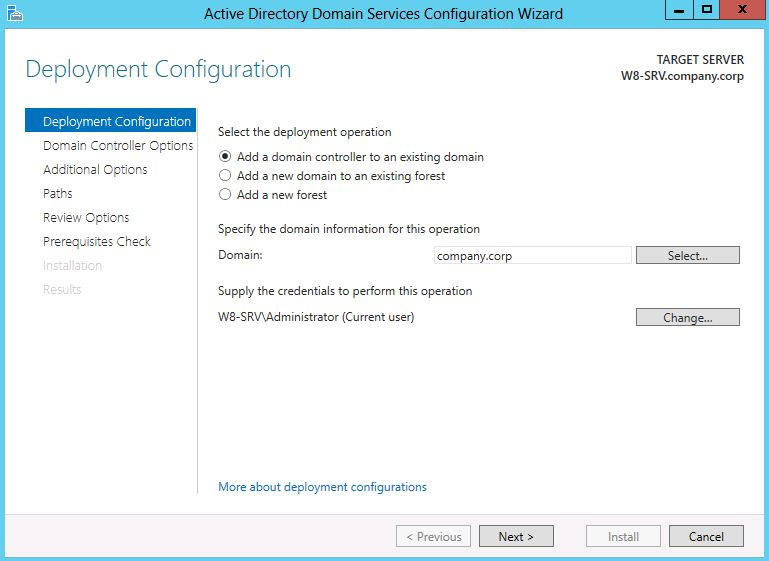 Active Directory Domain Services Configuration Wizard
Deployment Configuration
TARGET SERVER
W8-SRV.company.corp
Deployment Configuration
Domain Controller Options
Additional Options
Paths
Review Options
Prerequisites Check
Installation
Results
Select the deployment operation
Add a domain controller to an existing domain
Add a new domain to an existing forest
Add a new forest
Specify the domain information for this operation
Domain:
company.corp
Select...
Supply the credentials to perform this operation
W8-SRV\Administrator (Current user)
Change...
More about deployment configurations
< Previous
Next >
Install
Cancel